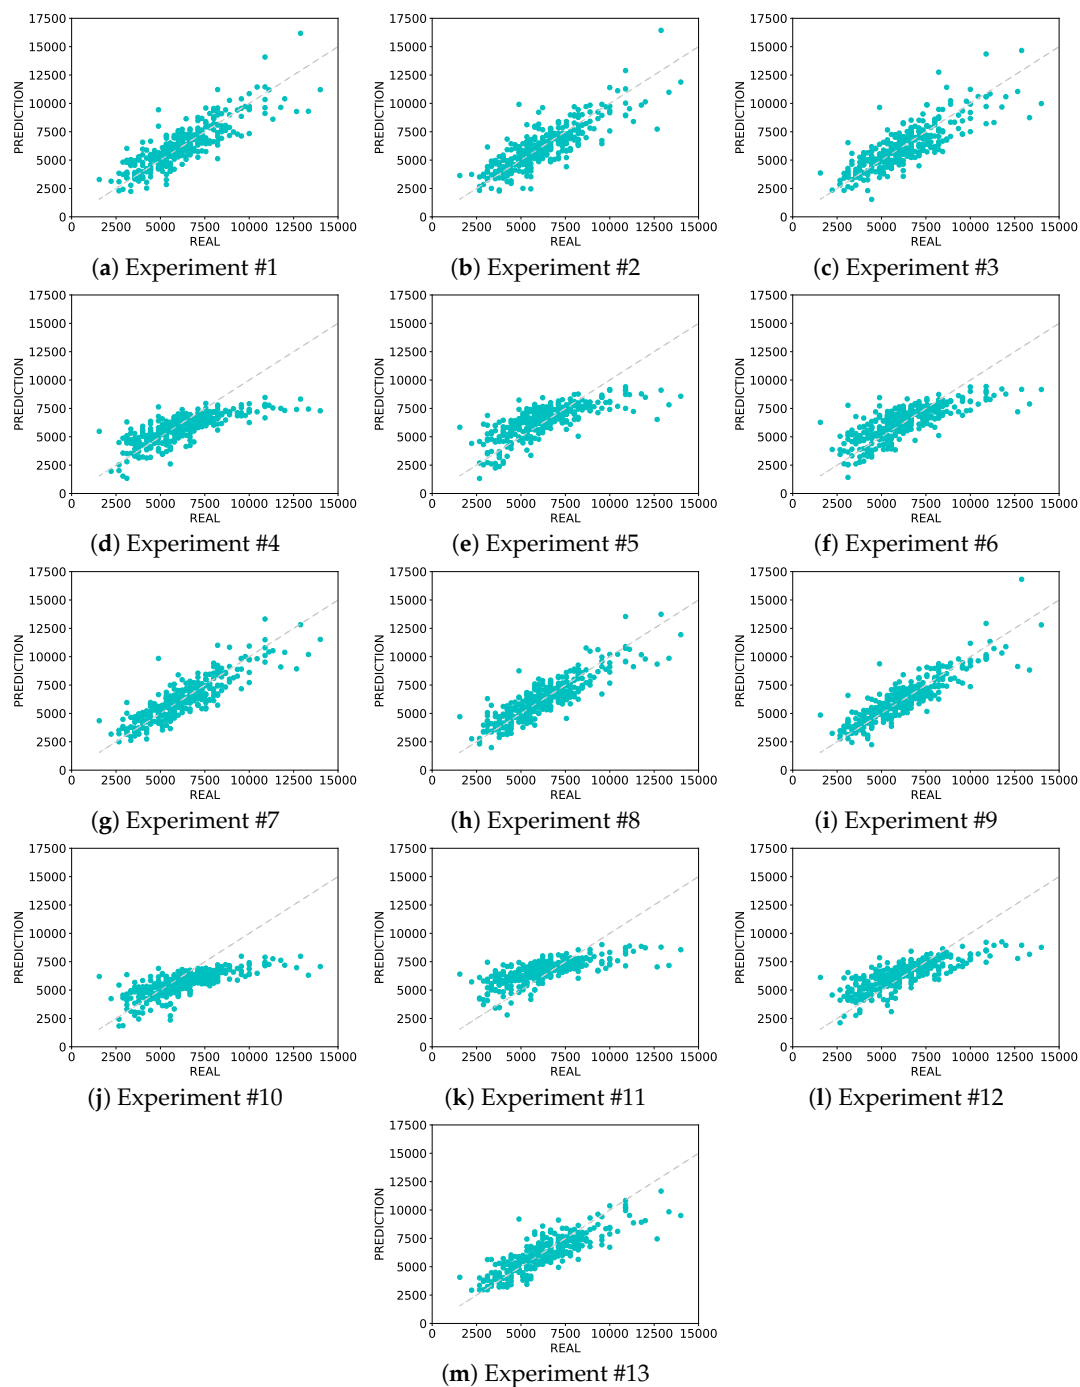 17500 17500 17500
15000 15000 15000
12500 12500 12500
10000 10000 10000
7500 7500 7500
5000 5000 5000
2500 2500 2500
0 0 0
PREDICTION PREDICTION PREDICTION
0 2500 5000 7500 10000 12500 15000 0 2500 5000 7500 10000 12500 15000 0 2500 5000 7500 10000 12500 15000
REAL REAL REAL
(a) Experiment #1 (b) Experiment #2 (c) Experiment #3
17500 17500 17500
15000 15000 15000
12500 12500 12500
10000 10000 10000
7500 7500 7500
5000 5000 5000
2500 2500 2500
0 0 0
PREDICTION PREDICTION PREDICTION
0 2500 5000 7500 10000 12500 15000 0 2500 5000 7500 10000 12500 15000 0 2500 5000 7500 10000 12500 15000
REAL REAL REAL
(d) Experiment #4 (e) Experiment #5 (f) Experiment #6
17500 17500 17500
15000 15000 15000
12500 12500 12500
10000 10000 10000
7500 7500 7500
5000 5000 5000
2500 2500 2500
0 0 0
PREDICTION PREDICTION PREDICTION
0 2500 5000 7500 10000 12500 15000 0 2500 5000 7500 10000 12500 15000 0 2500 5000 7500 10000 12500 15000
REAL REAL REAL
(g) Experiment #7 (h) Experiment #8 (i) Experiment #9
17500 17500 17500
15000 15000 15000
12500 12500 12500
10000 10000 10000
7500 7500 7500
5000 5000 5000
2500 2500 2500
0 0 0
PREDICTION PREDICTION PREDICTION
0 2500 5000 7500 10000 12500 15000 0 2500 5000 7500 10000 12500 15000 0 2500 5000 7500 10000 12500 15000
REAL REAL REAL
(j) Experiment #10 (k) Experiment #11 (l) Experiment #12
17500
15000
12500
10000
7500
5000
2500
0
PREDICTION
0 2500 5000 7500 10000 12500 15000
REAL
(m) Experiment #13